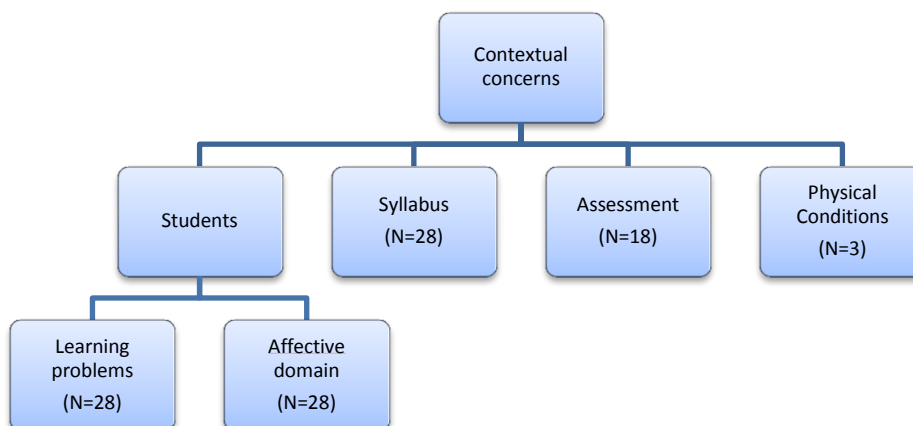 Contextual
concerns
Students
Syllabus
(N=28)
Assessment
(N=18)
Physical
Conditions
(N=3)
Learning
problems
(N=28)
Affective
domain
(N=28)